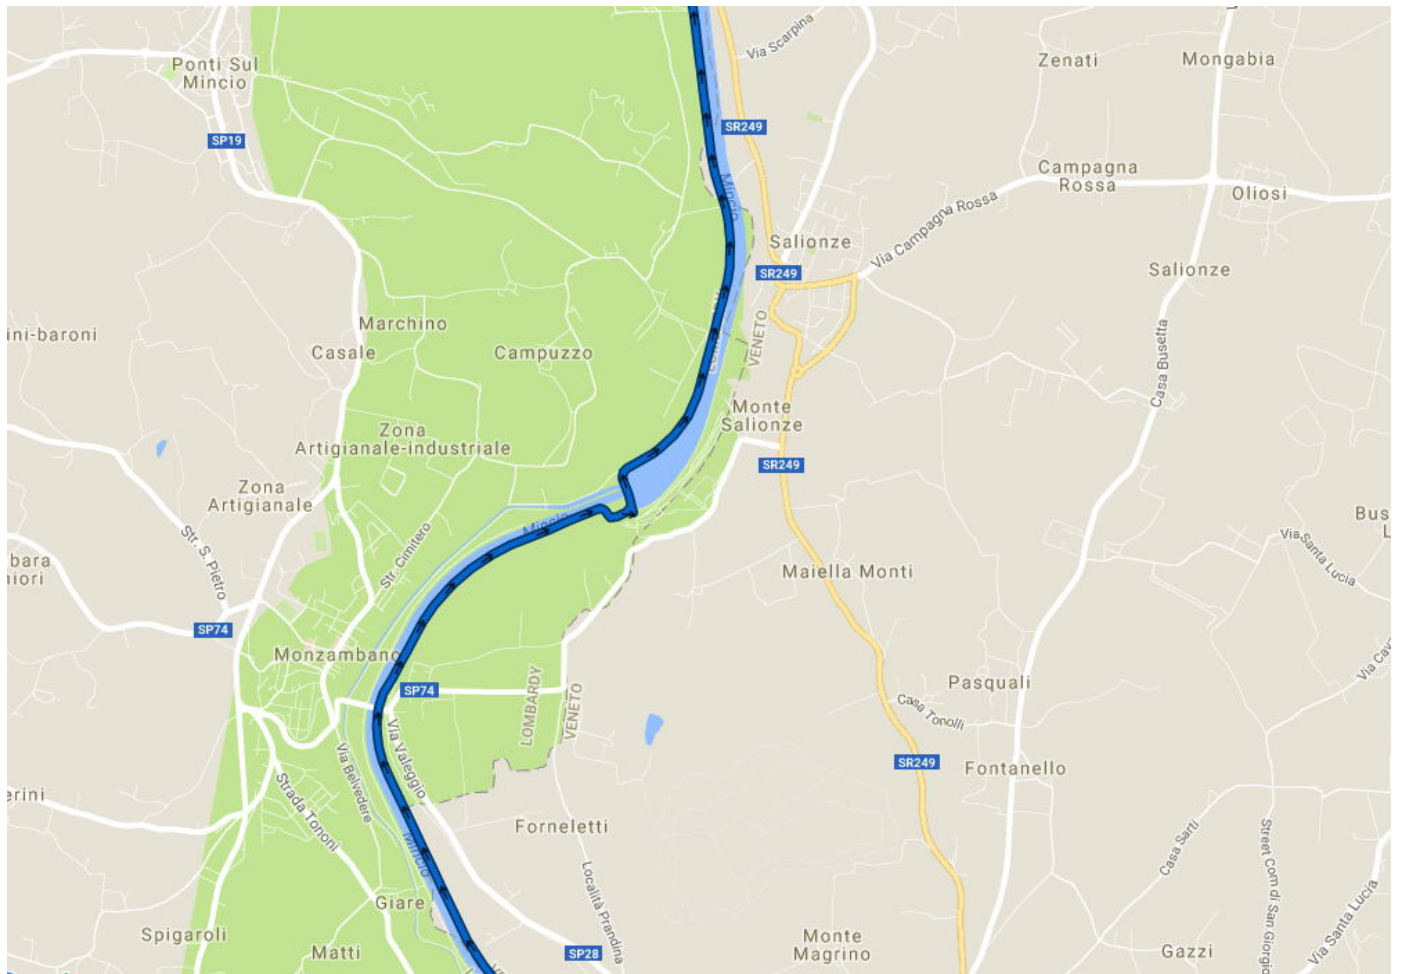 Via Scarpina
Zenati
Mongabia
Ponti Sul
Mincio
SR249
SP19
Campagna
Rossa
Mincio
Oliosi
Via Campagna Rossa
Salionze
SR249
Salionze
ini-baroni
Marchino
Casale
Campuzzo
VENETO
Casa Busetta
Monte
Salionze
Zona
Artigianale-industriale
SR249
Zona
Artigianale
Mincio
Bus
L
Str. S. Pietro
Str. Cimitero
Via Santa Lucia
bara
niori
Maiella Monti
SP74
Monzambano
Via Cav
SP74
LOMBARDY
VENETO
Pasquali
Casa Tonolli
Via Valeggio
Via Belvedere
SR249
Fontanello
erini
Strada Tononi
Forneletti
Mincio
Casa Sarti
Street Com di San Giorgio
Località Prandina
Via Santa Lucia
Giare
Spigaroli
Matti
SP28
Monte
Magrino
Gazzi